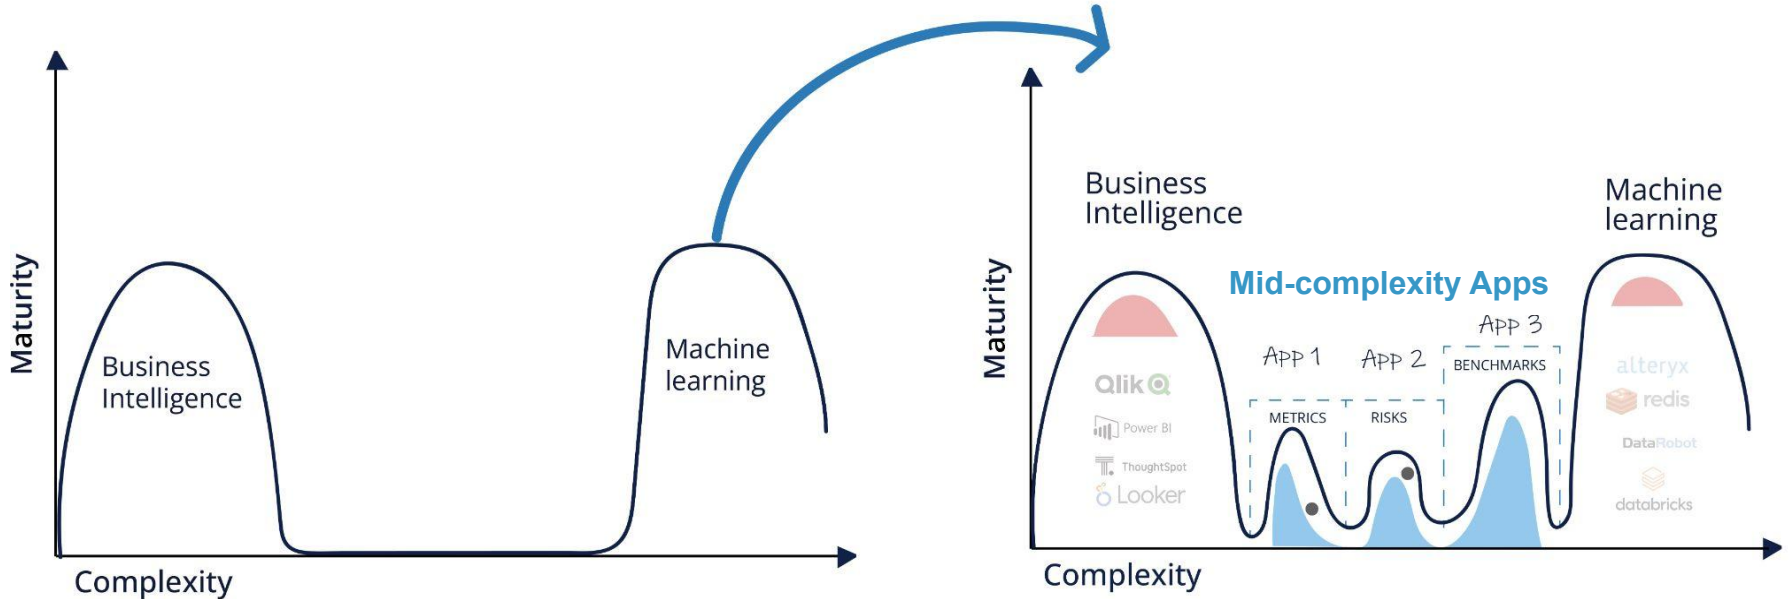 Maturity
Business
Intelligence
Machine
learning
Complexity
Maturity
Business
Intelligence
Mid-complexity Apps
Machine
learning
APP 1
APP 2
APP 3
METRICS
RISKS
BENCHMARKS
Qlik
Power BI
ThoughtSpot
Looker
alteryx
redis
DataRobot
databricks
Complexity